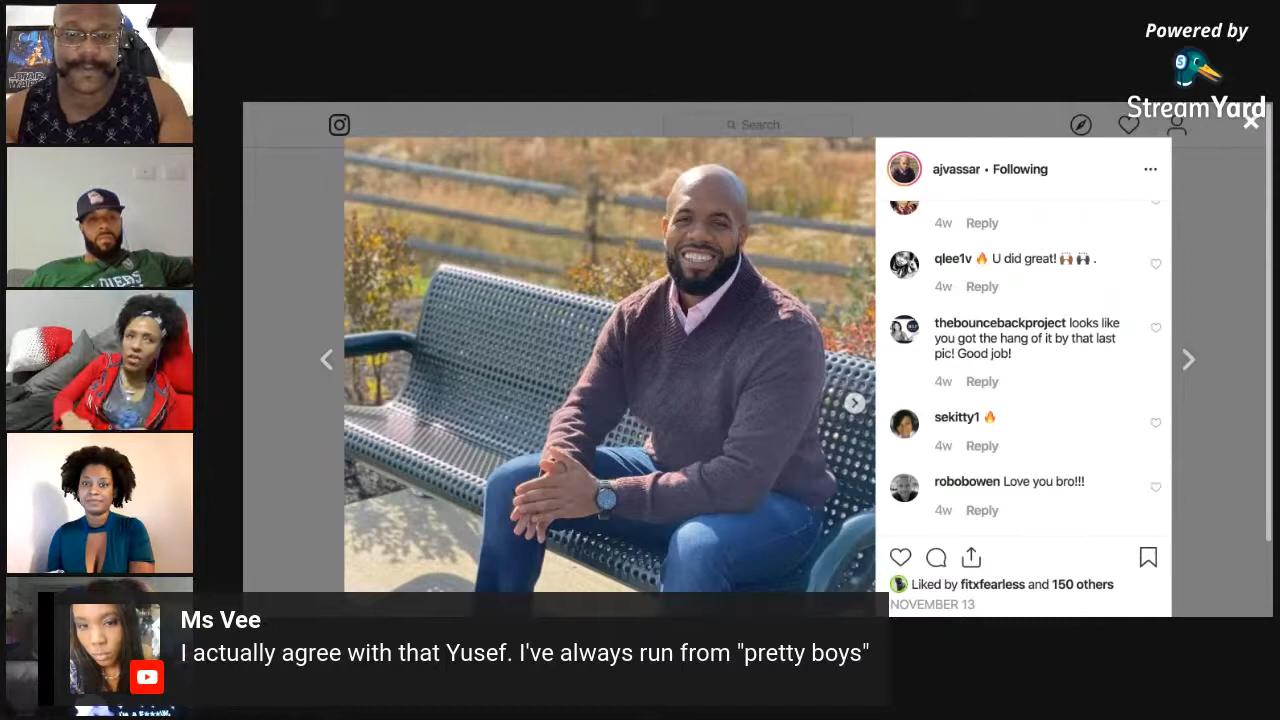 Powered by
StreamYard
STAR
WARS
Search
ajvassar • Following
4w Reply
qlee1v 🔥 U did great! 🙌🏽 🙌🏿 .
4w Reply
thebouncebackproject looks like
you got the hang of it by that last
pic! Good job!
4w Reply
sekitty1 🔥
4w Reply
robobowen Love you bro!!!
4w Reply
Liked by fitxfearless and 150 others
NOVEMBER 13
Ms Vee
I actually agree with that Yusef. I've always run from "pretty boys"